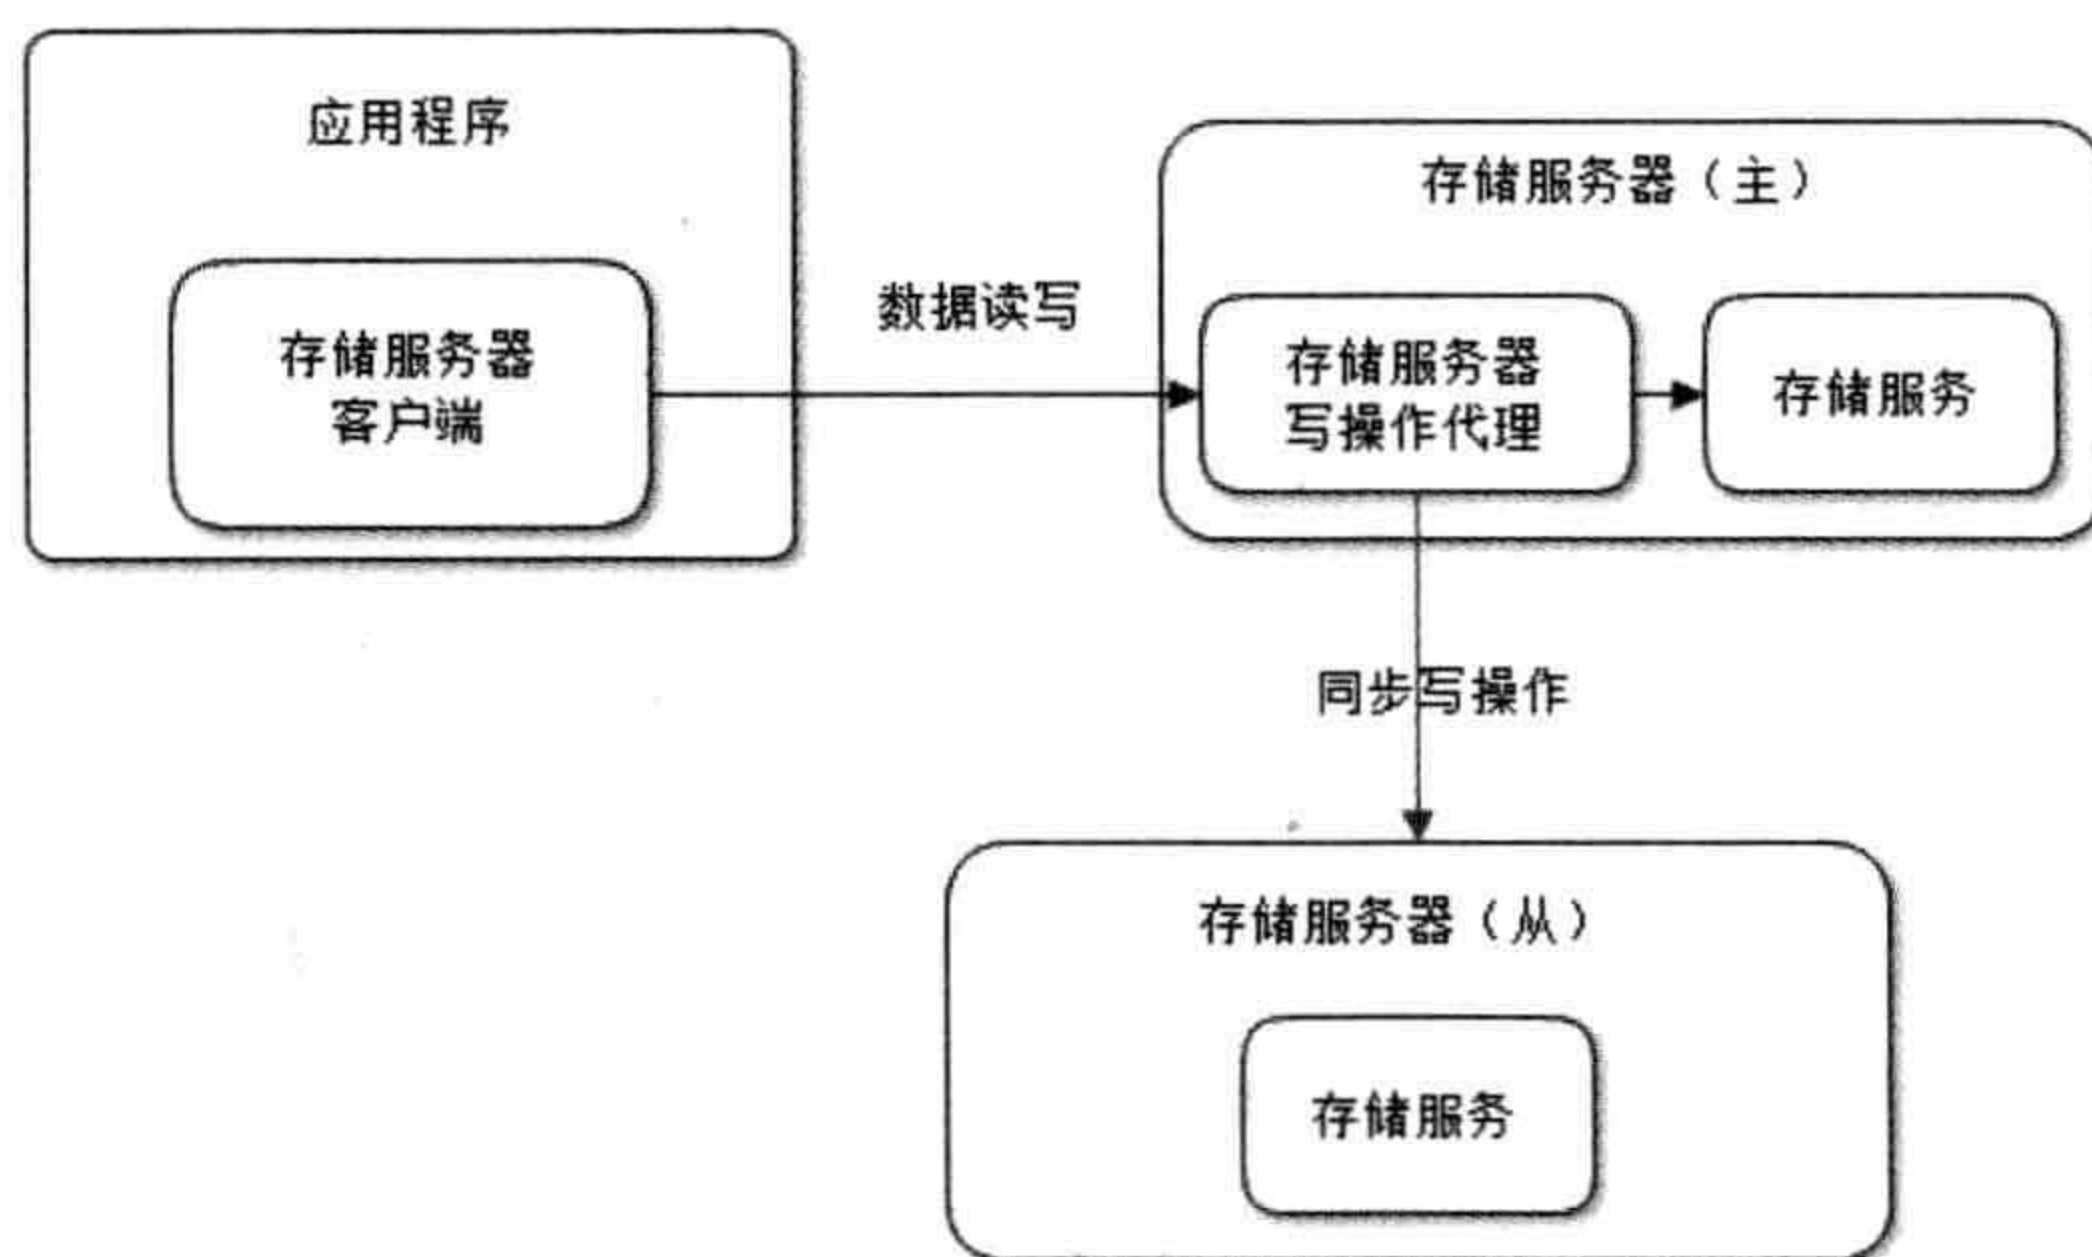 应用程序
存储服务器
客户端
数据读写
存储服务器（主）
存储服务器
写操作代理
存储服务
同步写操作
存储服务器（从）
存储服务